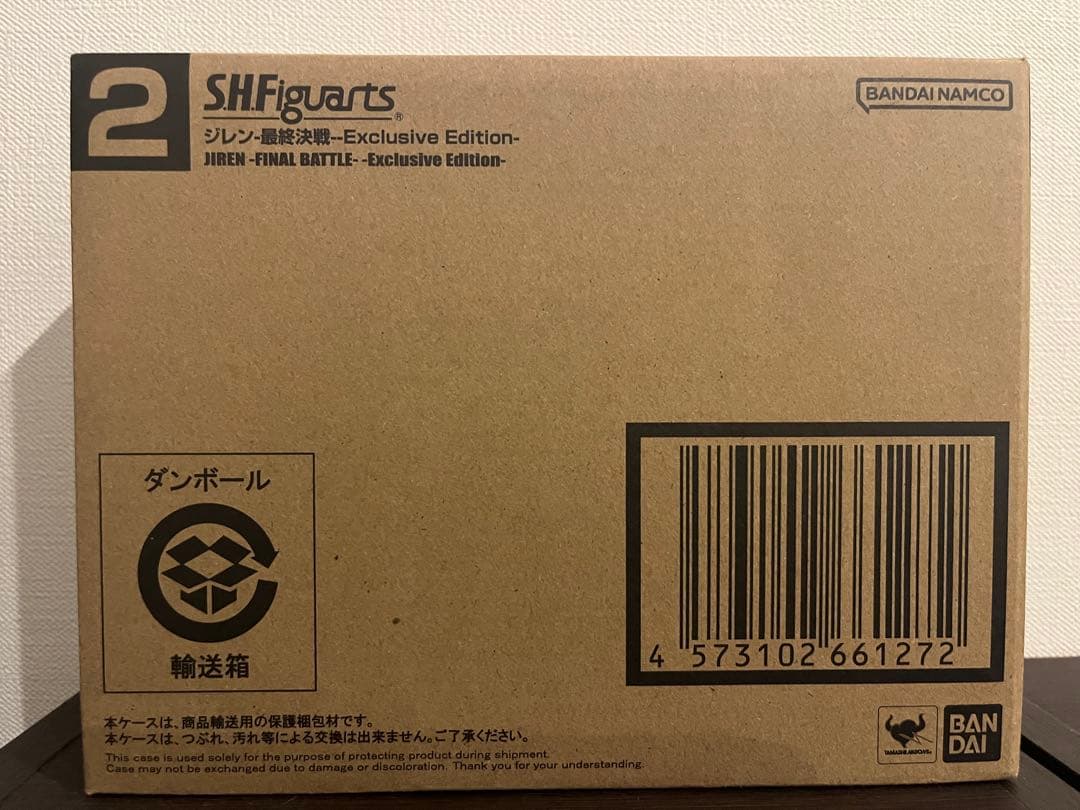 2
S.H.Figuarts®
ジレン-最終決戦--Exclusive Edition-
JIREN -FINAL BATTLE- -Exclusive Edition-
BANDAI NAMCO
ダンボール
輸送箱
4 573102 661272
本ケースは、商品輸送用の保護梱包材です。
本ケースは、つぶれ、汚れ等による交換は出来ません。ご了承ください。
This case is used solely for the purpose of protecting product during shipment.
Case may not be exchanged due to damage or discoloration. Thank you for your understanding.
TAMASHII NATIONS
BAN
DAI